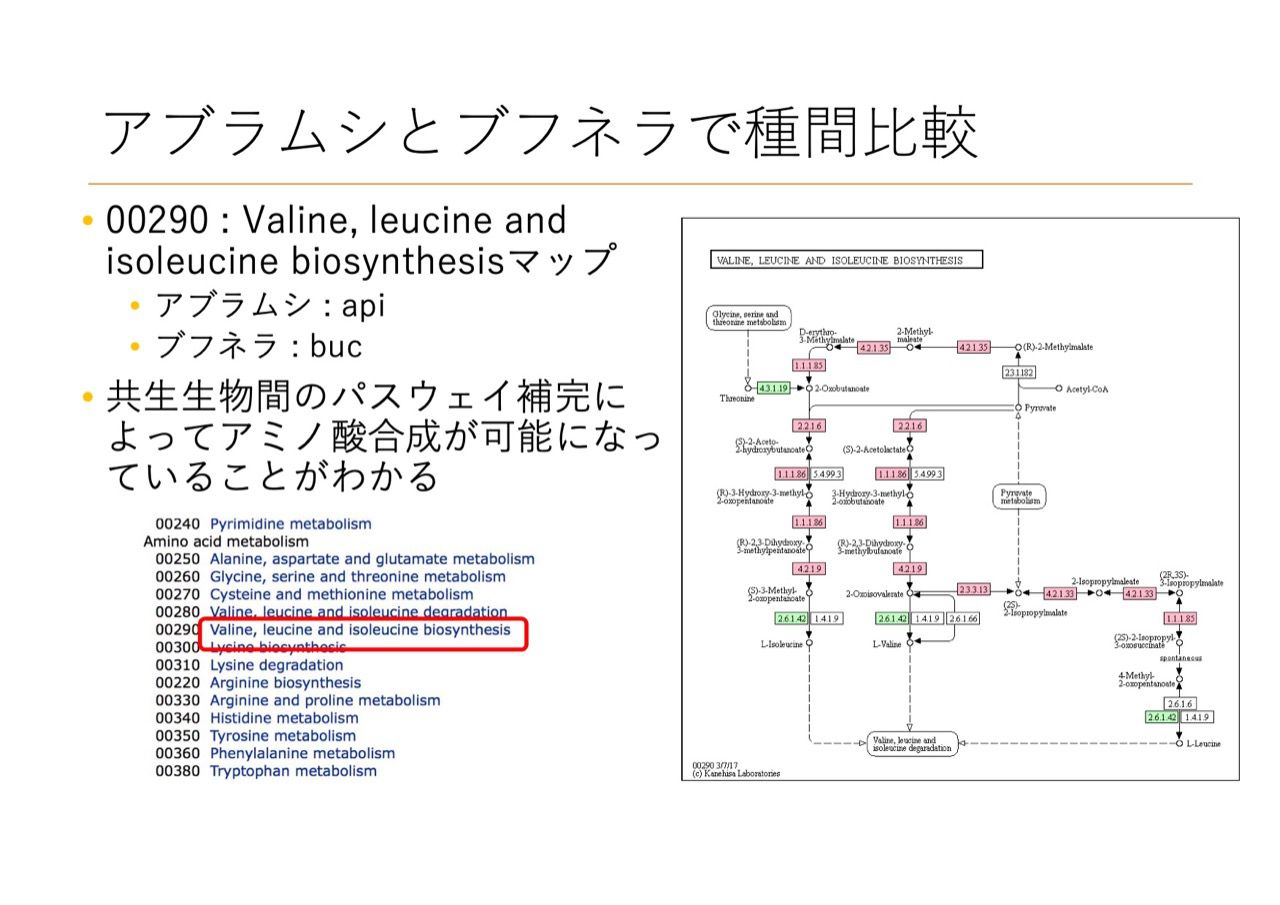 アブラムシとブフネラで種間比較
• 00290 : Valine, leucine and
isoleucine biosynthesisマップ
• アブラムシ : api
• ブフネラ : buc
• 共生生物間のパスウェイ補完に
よってアミノ酸合成が可能になっ
ていることがわかる
00240 Pyrimidine metabolism
Amino acid metabolism
00250 Alanine, aspartate and glutamate metabolism
00260 Glycine, serine and threonine metabolism
00270 Cysteine and methionine metabolism
00280 Valine, leucine and isoleucine degradation
00290 Valine, leucine and isoleucine biosynthesis
00300 Lysine biosynthesis
00310 Lysine degradation
00220 Arginine biosynthesis
00330 Arginine and proline metabolism
00340 Histidine metabolism
00350 Tyrosine metabolism
00360 Phenylalanine metabolism
00380 Tryptophan metabolism
VALINE, LEUCINE AND ISOLEUCINE BIOSYNTHESIS
Glycine, serine and
threonine metabolism
D-erythro-
3-Methylmalate
2-Methyl-
maleate
4.2.1.35
4.2.1.35
(R)-2-Methylmalate
1.1.1.85
2.3.1.182
4.3.1.19
2-Oxobutanoate
Acetyl-CoA
Threonine
Pyruvate
2.2.1.6
2.2.1.6
(S)-2-Aceto-
2-hydroxybutanoate
(S)-2-Acetolactate
1.1.1.86
5.4.99.3
1.1.1.86
5.4.99.3
(R)-3-Hydroxy-3-methyl-
2-oxopentanoate
3-Hydroxy-3-methyl-
2-oxobutanoate
Pyruvate
metabolism
1.1.1.86
1.1.1.86
(R)-2,3-Dihydroxy-
3-methylpentanoate
(R)-2,3-Dihydroxy-
3-methylbutanoate
4.2.1.9
4.2.1.9
(S)-3-Methyl-
2-oxopentanoate
2-Oxoisovalerate
2.3.3.13
(2S)-
2-Isopropylmalate
4.2.1.33
2-Isopropylmaleate
4.2.1.33
(2R,3S)-
3-Isopropylmalate
2.6.1.42
1.4.1.9
2.6.1.42
1.4.1.9
2.6.1.66
1.1.1.85
L-Isoleucine
L-Valine
(2S)-2-Isopropyl-
3-oxosuccinate
spontaneous
4-Methyl-
2-oxopentanoate
2.6.1.6
2.6.1.42
1.4.1.9
Valine, leucine and
isoleucine degradation
L-Leucine
00290 3/7/17
(c) Kanehisa Laboratories